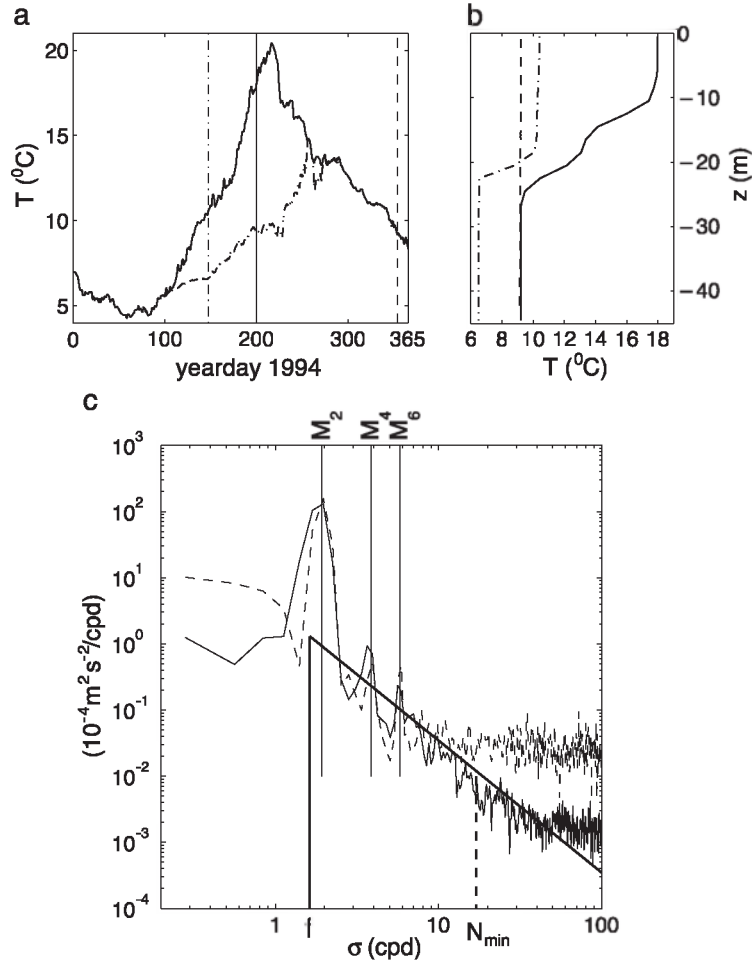 a
b
20
15
10
5
T (⁰C)
0
100
200
300
365
yearday 1994
0
−10
−20
−30
−40
z (m)
6
8
10
12
14
16
18
T (⁰C)
c
M₂
M₄
M₆
10³
10²
10¹
10⁰
10⁻¹
10⁻²
10⁻³
10⁻⁴
(10⁻⁴m²s⁻²/cpd)
1
f
10
Nmin
100
σ (cpd)